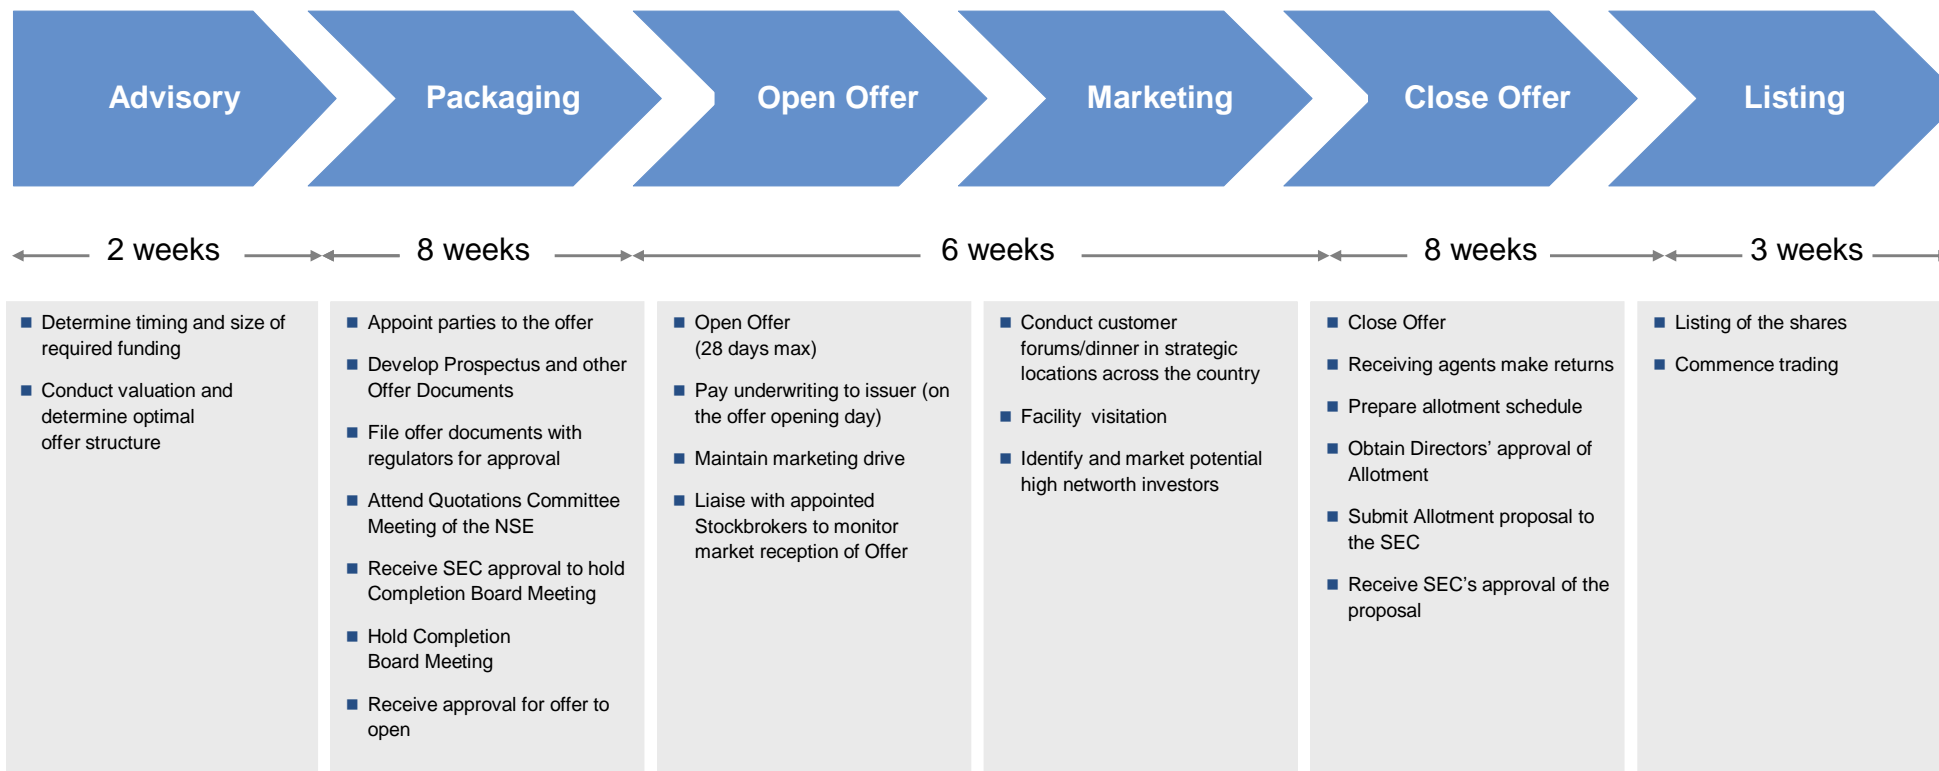 Advisory
Packaging
Open Offer
Marketing
Close Offer
Listing
2 weeks
8 weeks
6 weeks
8 weeks
3 weeks
Determine timing and size of
required funding
Conduct valuation and
determine optimal
offer structure
Appoint parties to the offer
Develop Prospectus and other
Offer Documents
File offer documents with
regulators for approval
Attend Quotations Committee
Meeting of the NSE
Receive SEC approval to hold
Completion Board Meeting
Hold Completion
Board Meeting
Receive approval for offer to
open
Open Offer
(28 days max)
Pay underwriting to issuer (on
the offer opening day)
Maintain marketing drive
Liaise with appointed
Stockbrokers to monitor
market reception of Offer
Conduct customer
forums/dinner in strategic
locations across the country
Facility visitation
Identify and market potential
high networth investors
Close Offer
Receiving agents make returns
Prepare allotment schedule
Obtain Directors’ approval of
Allotment
Submit Allotment proposal to
the SEC
Receive SEC’s approval of the
proposal
Listing of the shares
Commence trading